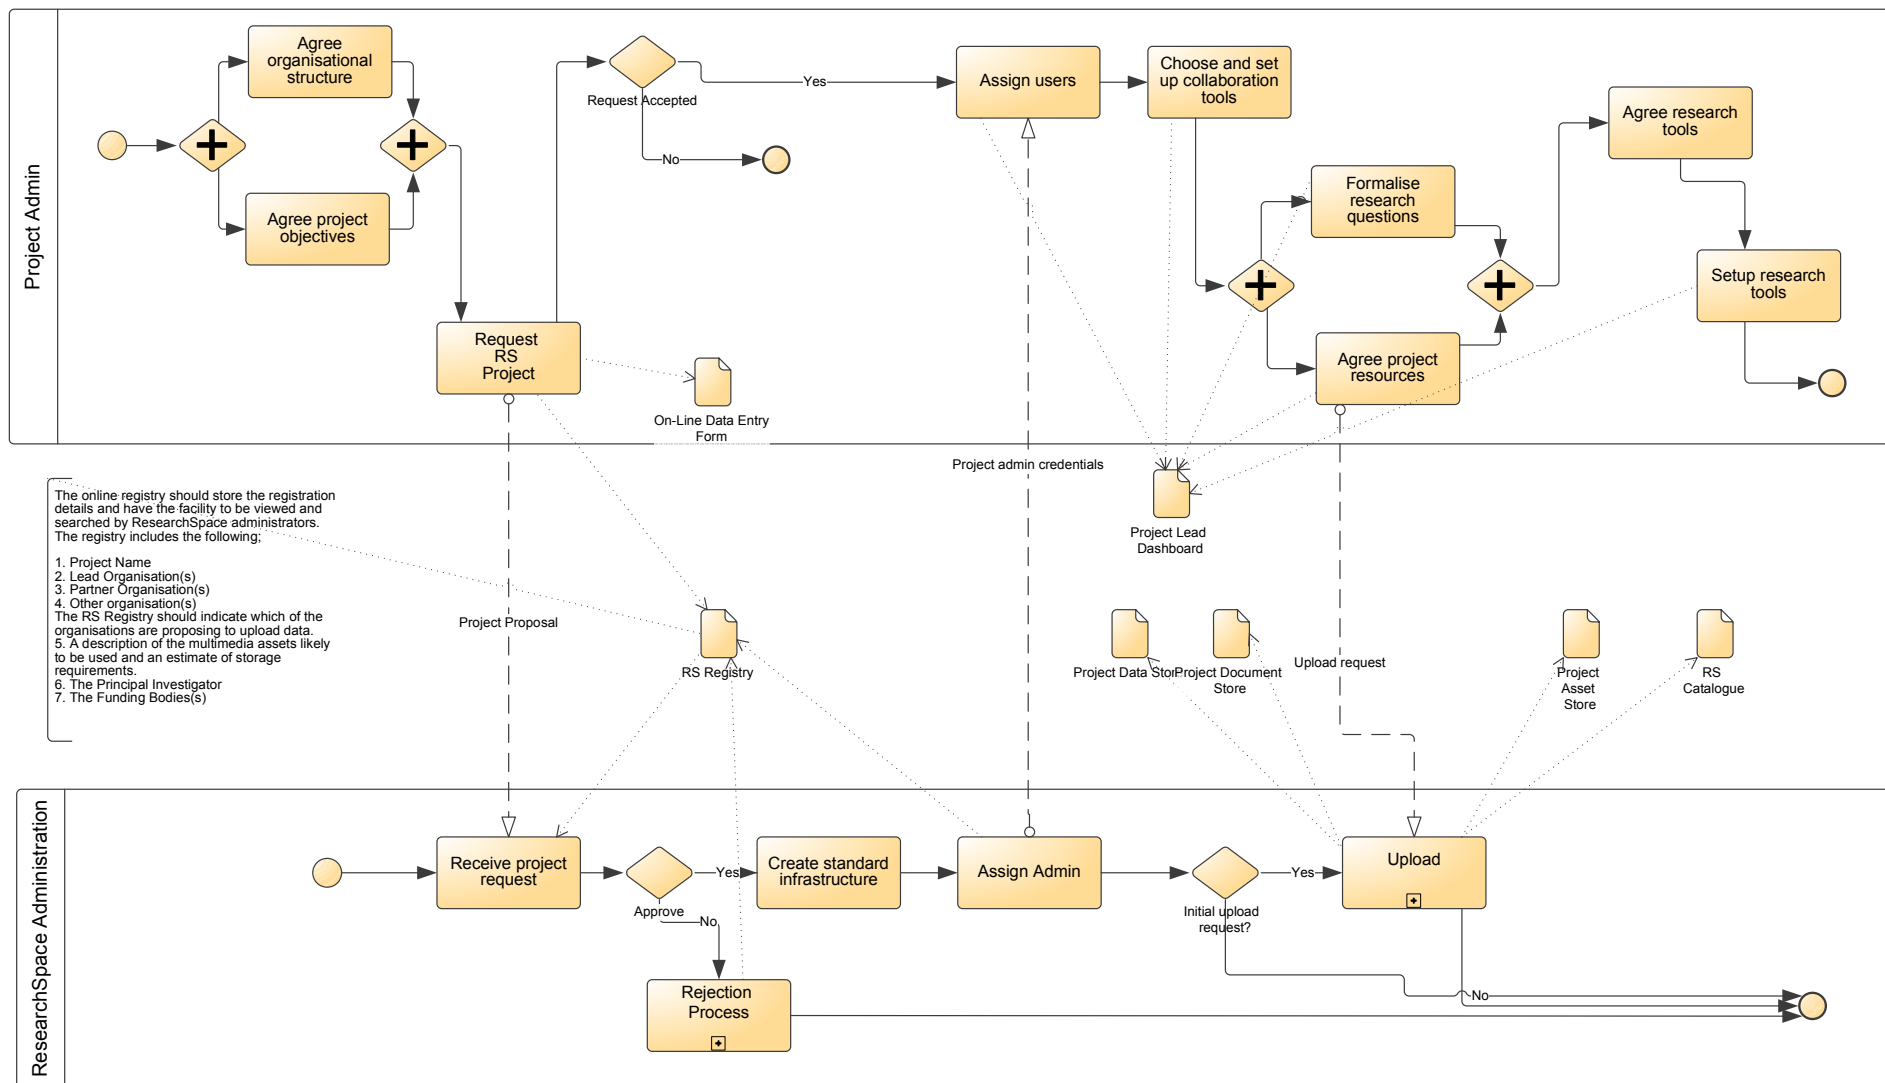 Project Admin
Agree
organisational
structure
Agree project
objectives
Request
RS
Project
Request Accepted
Yes
No
On-Line Data Entry
Form
Assign users
Choose and set
up collaboration
tools
Formalise
research
questions
Agree project
resources
Agree research
tools
Setup research
tools
Project admin credentials
Project Lead
Dashboard
The online registry should store the registration
details and have the facility to be viewed and
searched by ResearchSpace administrators.
The registry includes the following;
1. Project Name
2. Lead Organisation(s)
3. Partner Organisation(s)
4. Other organisation(s)
The RS Registry should indicate which of the
organisations are proposing to upload data.
5. A description of the multimedia assets likely
to be used and an estimate of storage
requirements.
6. The Principal Investigator
7. The Funding Bodies(s)
Project Proposal
RS Registry
Project Data Stor
Project Document
Store
Upload request
Project
Asset
Store
RS
Catalogue
ResearchSpace Administration
Receive project
request
Approve
Yes
No
Create standard
infrastructure
Assign Admin
Initial upload
request?
Yes
No
Upload
Rejection
Process